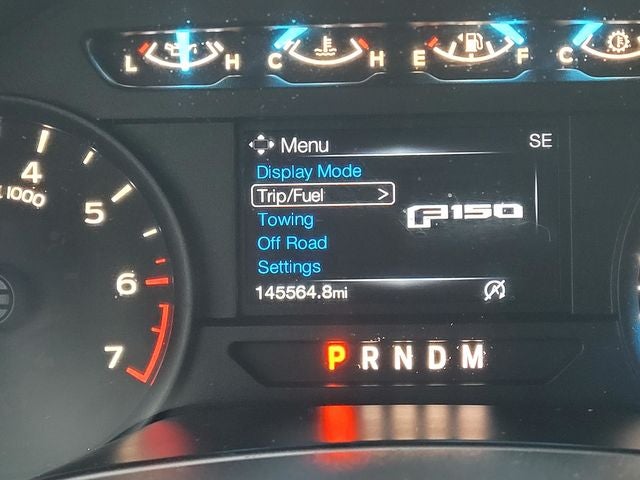 L H C H E F C
Menu SE
Display Mode
Trip/Fuel >
F150
Towing
Off Road
Settings
145564.8mi
4
x1000
5
6
7
P R N D M